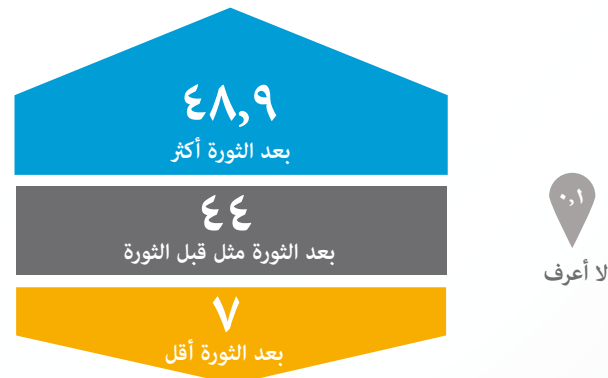 ٤٨,٩
بعد الثورة أكثر
٤٤
بعد الثورة مثل قبل الثورة
٧
بعد الثورة أقل
٠,١
لا أعرف